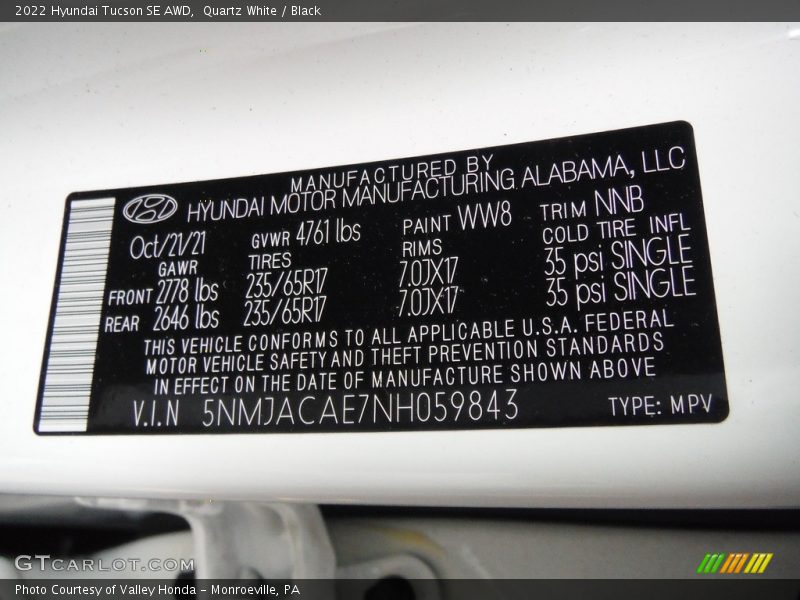 2022 Hyundai Tucson SE AWD,  Quartz White / Black
MANUFACTURED BY
HYUNDAI MOTOR MANUFACTURING ALABAMA, LLC
Oct/21/21 GVWR 4761 lbs PAINT WW8 TRIM NNB
GAWR TIRES RIMS COLD TIRE INFL
FRONT 2778 lbs 235/65R17 7.0JX17 35 psi SINGLE
REAR 2646 lbs 235/65R17 7.0JX17 35 psi SINGLE
THIS VEHICLE CONFORMS TO ALL APPLICABLE U.S.A. FEDERAL
MOTOR VEHICLE SAFETY AND THEFT PREVENTION STANDARDS
IN EFFECT ON THE DATE OF MANUFACTURE SHOWN ABOVE
V.I.N 5NMJACAE7NH059843 TYPE: MPV
GTCARLOT.COM
Photo Courtesy of Valley Honda - Monroeville, PA